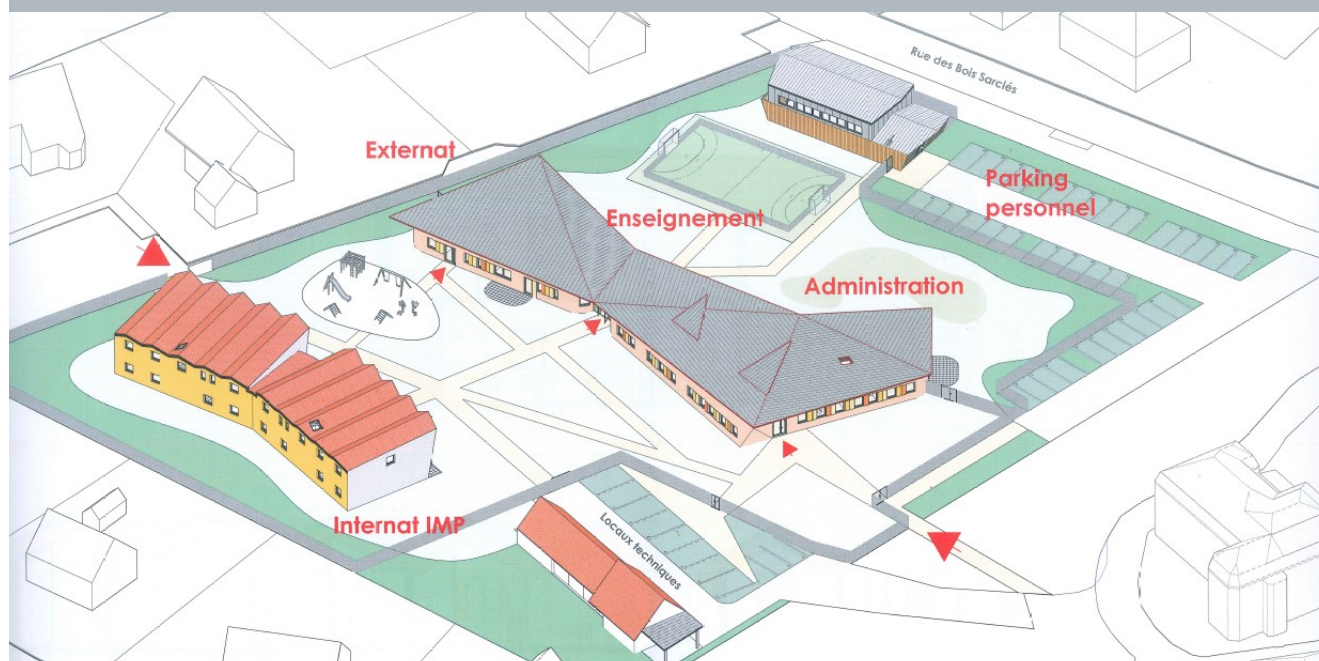 Rue des Bois Sarclés
Externat
Parking
personnel
Enseignement
Administration
Internat IMP
Locaux techniques